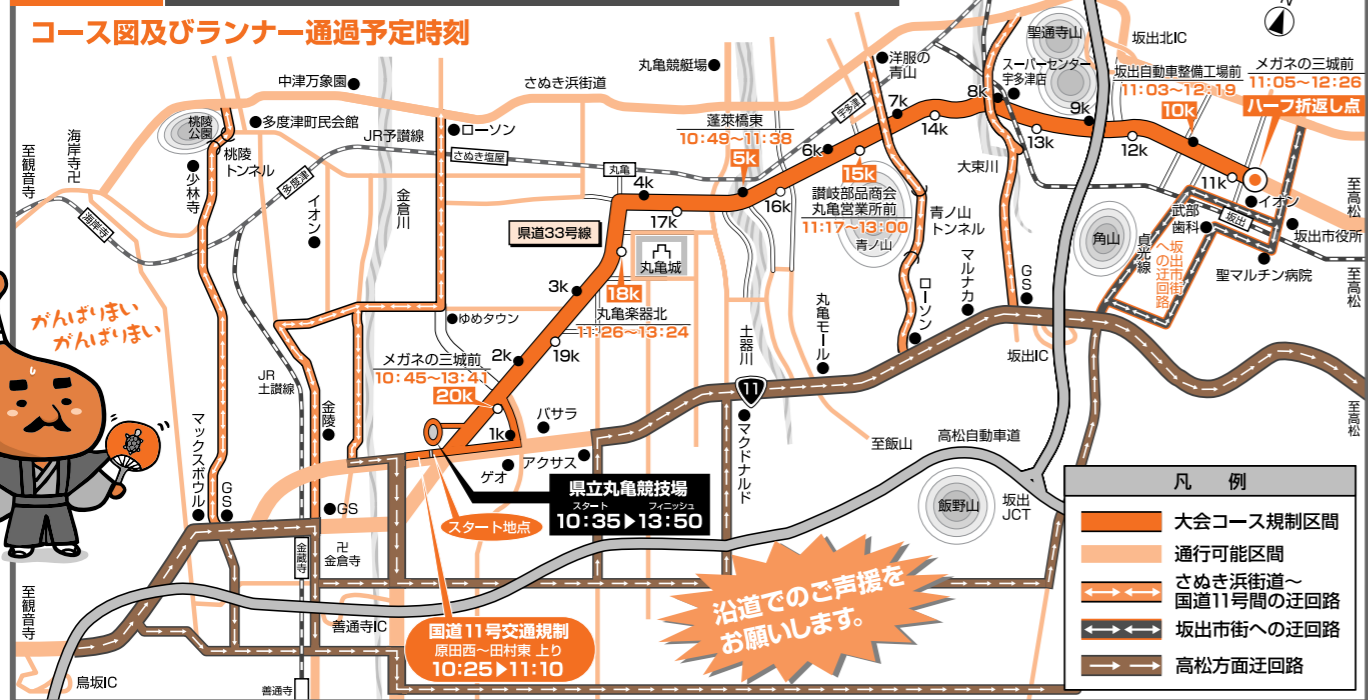 コース図及びランナー通過予定時刻
N
聖通寺山
坂出北IC
丸亀競艇場
洋服の
青山
スーパーセンター
宇多津店
坂出自動車整備工場前
11:03〜12:19
10k
メガネの三城前
11:05〜12:26
ハーフ折返し点
中津万象園
さぬき浜街道
桃陵
公園
多度津町民会館
JR予讃線
ローソン
さぬき塩屋
丸亀
宇多津
蓬萊橋東
10:49〜11:38
5k
7k
8k
9k
14k
13k
12k
11k
6k
15k
讃岐部品商会
丸亀営業所前
11:17〜13:00
青ノ山
大東川
海岸寺卍
至観音寺
海岸寺
桃陵
トンネル
少林寺
多度津
イオン
金倉川
4k
17k
16k
県道33号線
丸亀城
青ノ山
トンネル
角山
武部
歯科
坂出
イオン
坂出市役所
至高松
聖マルチン病院
至高松
貞光線
坂出市街
への迂回路
3k
18k
丸亀楽器北
11:26〜13:24
がんばりまい
がんばりまい
ゆめタウン
19k
2k
メガネの三城前
10:45〜13:41
20k
1k
土器川
丸亀モール
ローソン
マルナカ
GS
坂出IC
11
JR
土讃線
金陵
マックスボウル
GS
GS
バサラ
アクサス
ゲオ
マクドナルド
至飯山
高松自動車道
至高松
県立丸亀競技場
スタート フィニッシュ
10:35▶13:50
スタート地点
飯野山
坂出
JCT
金蔵寺
卍
金倉寺
至観音寺
善通寺IC
国道11号交通規制
原田西〜田村東 上り
10:25▶11:10
沿道でのご声援を
お願いします。
鳥坂IC
善通寺
凡 例
大会コース規制区間
通行可能区間
さぬき浜街道〜
国道11号間の迂回路
坂出市街への迂回路
高松方面迂回路